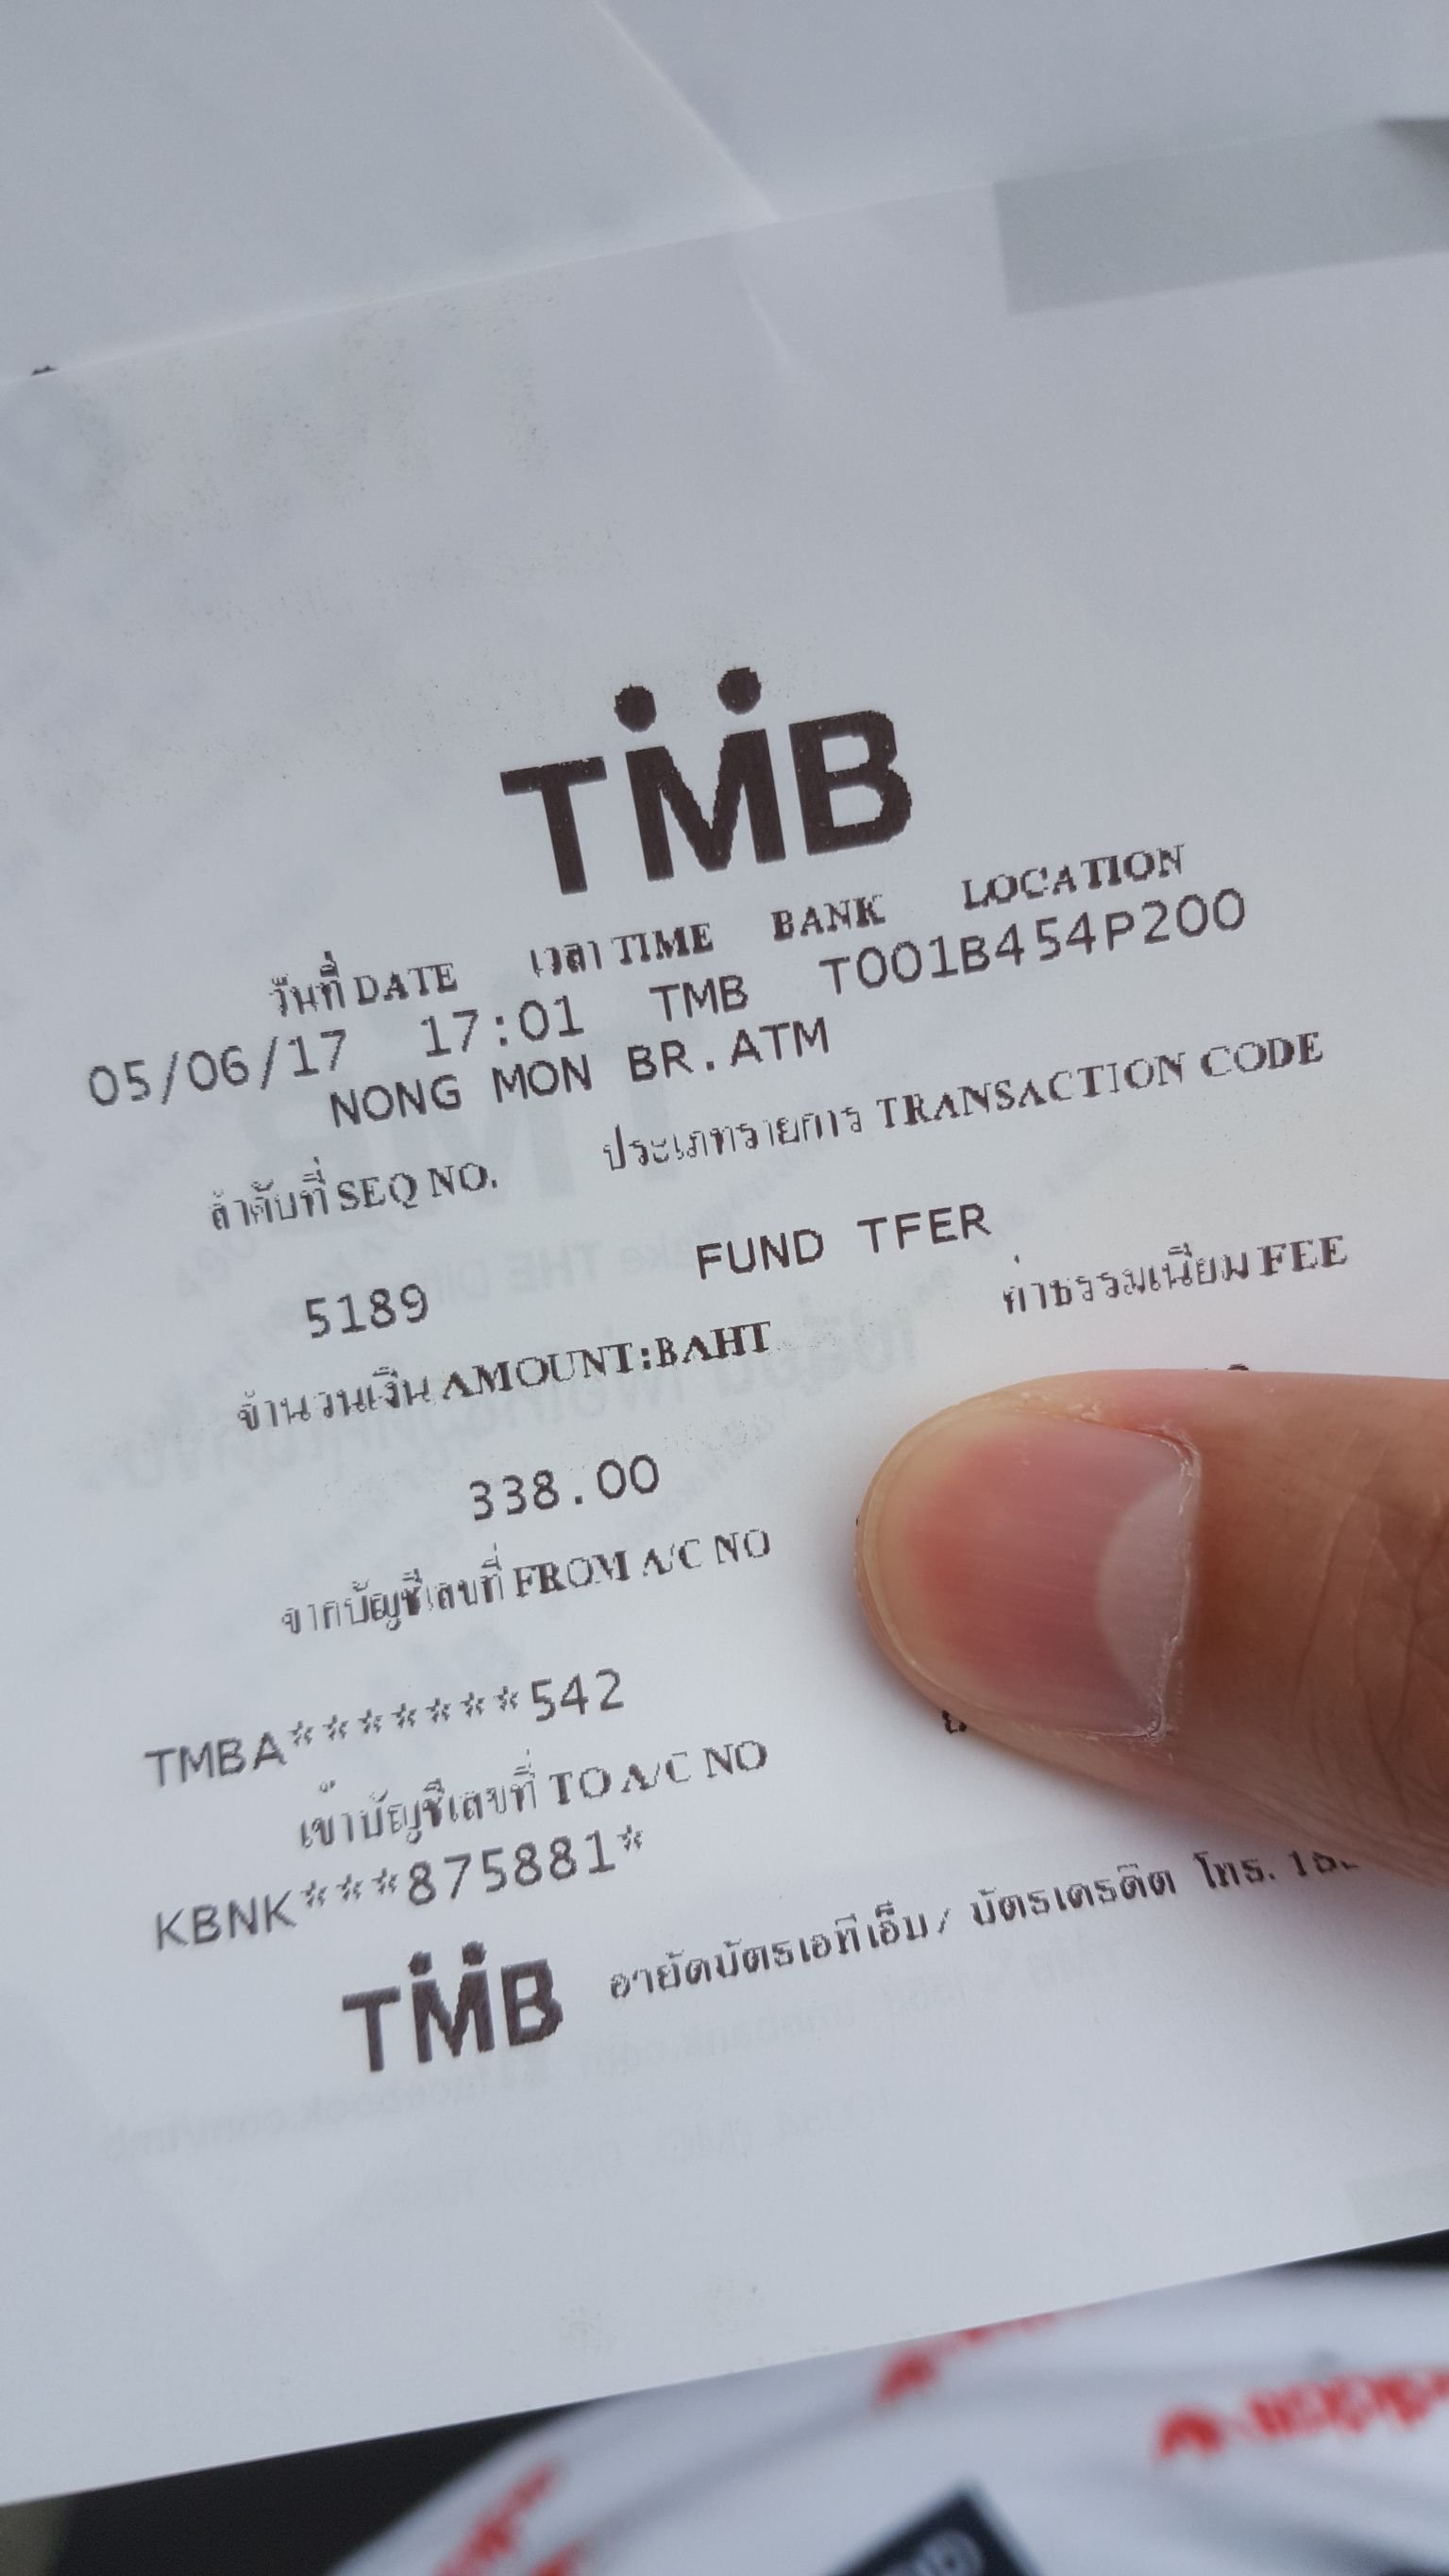 TMB
วันที่ DATE เวลา TIME BANK LOCATION
05/06/17 17:01 TMB T001B454P200
NONG MON BR.ATM
ลำดับที่ SEQ NO. ประเภทรายการ TRANSACTION CODE
5189 FUND TFER
จำนวนเงิน AMOUNT:BAHT ค่าธรรมเนียม FEE
338.00
จากบัญชีเลขที่ FROM A/C NO
TMBA*******542
เข้าบัญชีเลขที่ TO A/C NO
KBNK***875881*
TMB อายัดบัตรเอทีเอ็ม/ บัตรเครดิต โทร.